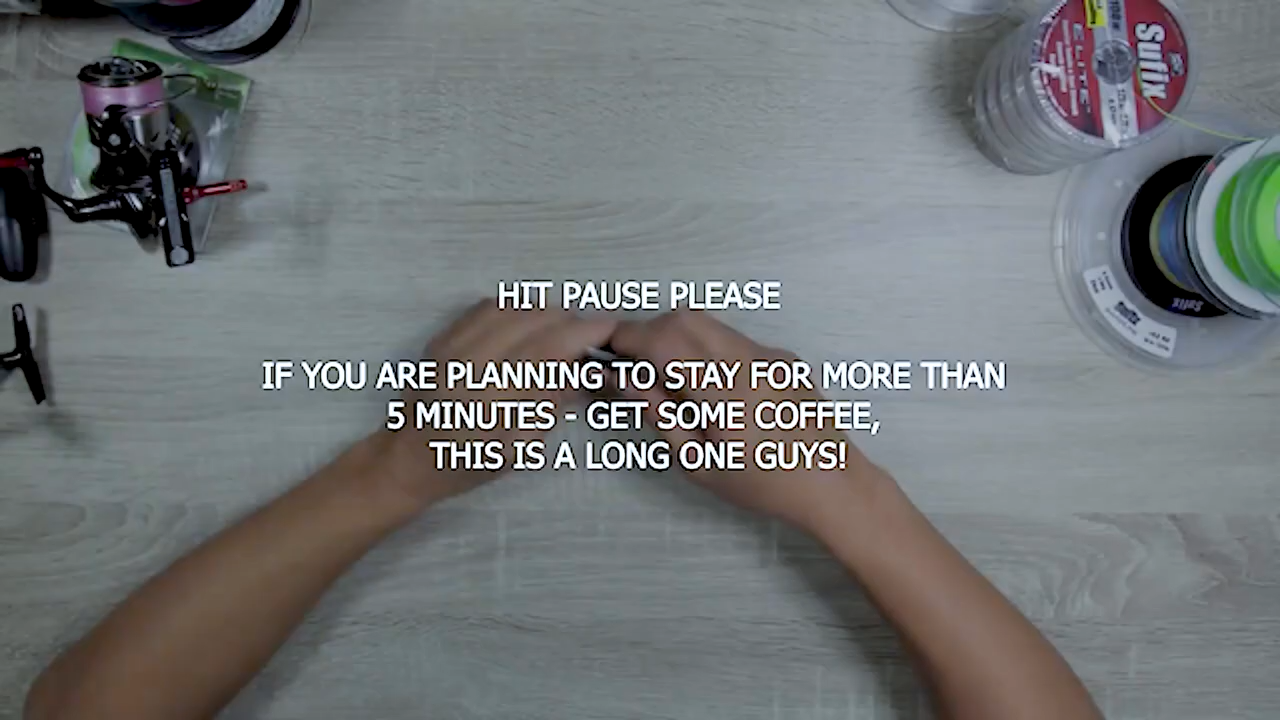 HIT PAUSE PLEASE
IF YOU ARE PLANNING TO STAY FOR MORE THAN
5 MINUTES - GET SOME COFFEE,
THIS IS A LONG ONE GUYS!
Sufix
ELITE
Sufix